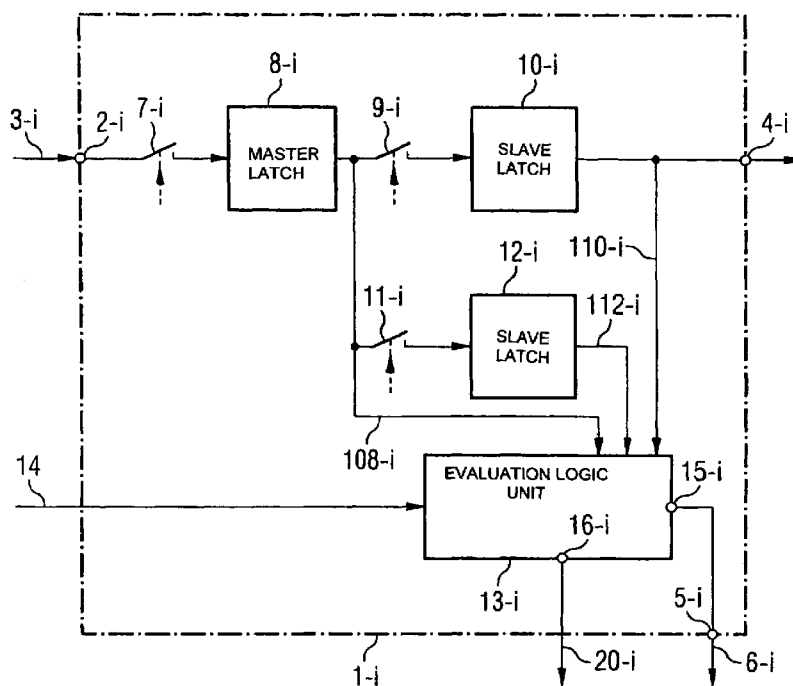 8-i
10-i
3-i
2-i
7-i
9-i
4-i
MASTER
LATCH
SLAVE
LATCH
110-i
12-i
11-i
112-i
SLAVE
LATCH
108-i
14
EVALUATION LOGIC
UNIT
15-i
16-i
13-i
5-i
1-i
20-i
6-i